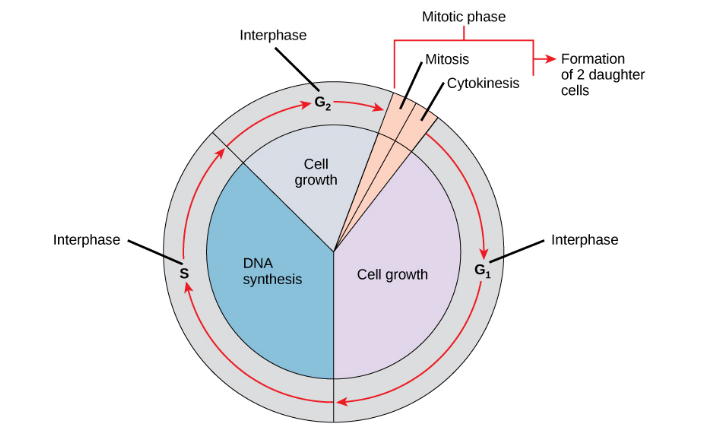 Mitotic phase
Interphase
Mitosis
Formation
of 2 daughter
cells
Cytokinesis
G2
Cell
growth
Interphase
Interphase
DNA
synthesis
Cell growth
S
G1